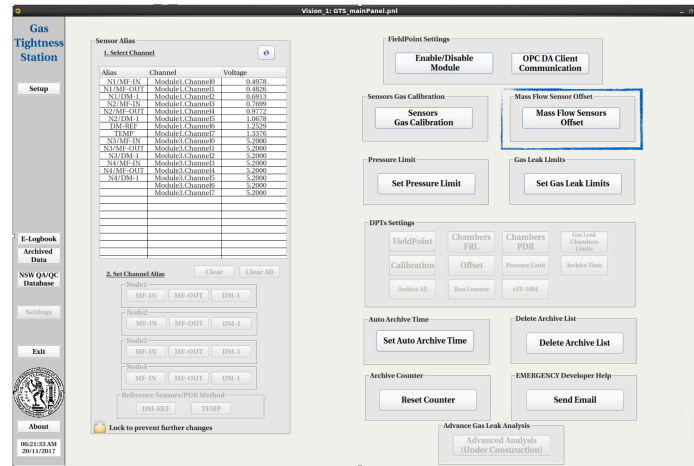 Vision_1: GTS_mainPanel.pnl
Gas
Tightness
Station
Setup
E-Logbook
Archived
Data
NSW QA/QC
Database
Settings
Exit
About
06:21:33 AM
20/11/2017
Sensor Alias
1. Select Channel
Alias Channel Voltage
N1/MF-IN Module1.Channel0 0.4978
N1/MF-OUT Module1.Channel1 0.4826
N1/DM-1 Module1.Channel2 0.6913
N2/MF-IN Module1.Channel3 0.7699
N2/MF-OUT Module1.Channel4 0.9772
N2/DM-1 Module1.Channel5 1.0678
DM-REF Module1.Channel6 1.2529
TEMP Module1.Channel7 1.3376
N3/MF-IN Module3.Channel0 5.2000
N3/MF-OUT Module3.Channel1 5.2000
N3/DM-1 Module3.Channel2 5.2000
N4/MF-IN Module3.Channel3 5.2000
N4/MF-OUT Module3.Channel4 5.2000
N4/DM-1 Module3.Channel5 5.2000
Module3.Channel6 5.2000
Module3.Channel7 5.2000
2. Set Channel Alias
Clear
Clear All
Node1
MF-IN MF-OUT DM-1
Node2
MF-IN MF-OUT DM-1
Node3
MF-IN MF-OUT DM-1
Node4
MF-IN MF-OUT DM-1
Reference Sensors/PDR Method
DM-REF TEMP
Lock to prevent further changes
FieldPoint Settings
Enable/Disable
Module
OPC DA Client
Communication
Sensors Gas Calibration
Sensors
Gas Calibration
Mass Flow Sensor Offset
Mass Flow Sensors
Offset
Pressure Limit
Set Pressure Limit
Gas Leak Limits
Set Gas Leak Limits
DPTs Settings
FieldPoint
Chambers
FRL
Chambers
PDR
Gas Leak
Chambers
Limits
Calibration
Offset
Pressure Limit
Archive Time
Archive All
Run Counter
cFP-1804
Auto Archive Time
Set Auto Archive Time
Delete Archive List
Delete Archive List
Archive Counter
Reset Counter
EMERGENCY Developer Help
Send Email
Advance Gas Leak Analysis
Advanced Analysis
(Under Construction)